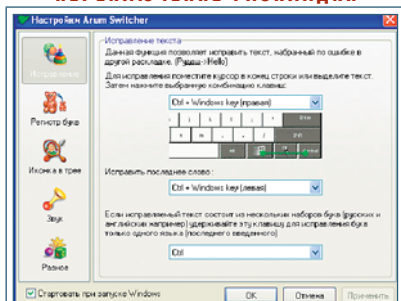 Настройки Arum Switcher
Исправление
Регистр букв
Иконка в трее
Звук
Разное
Исправление текста
Данная функция позволяет исправить текст, набранный по ошибке в
другой раскладке. (Руддщ->Hello)
Для исправления поместите курсор в конец строки или выделите текст.
Затем нажмите выбранную комбинацию клавиш:
Ctrl + Windows key (правая)
Исправить последнее слово:
Ctrl + Windows key (левая)
Если исправляемый текст состоит из нескольких наборов букв (русских и
английских например) удерживайте эту клавишу для исправления букв
только одного языка (последнего введенного)
Ctrl
Стартовать при запуске Windows
OK
Отмена
Применить